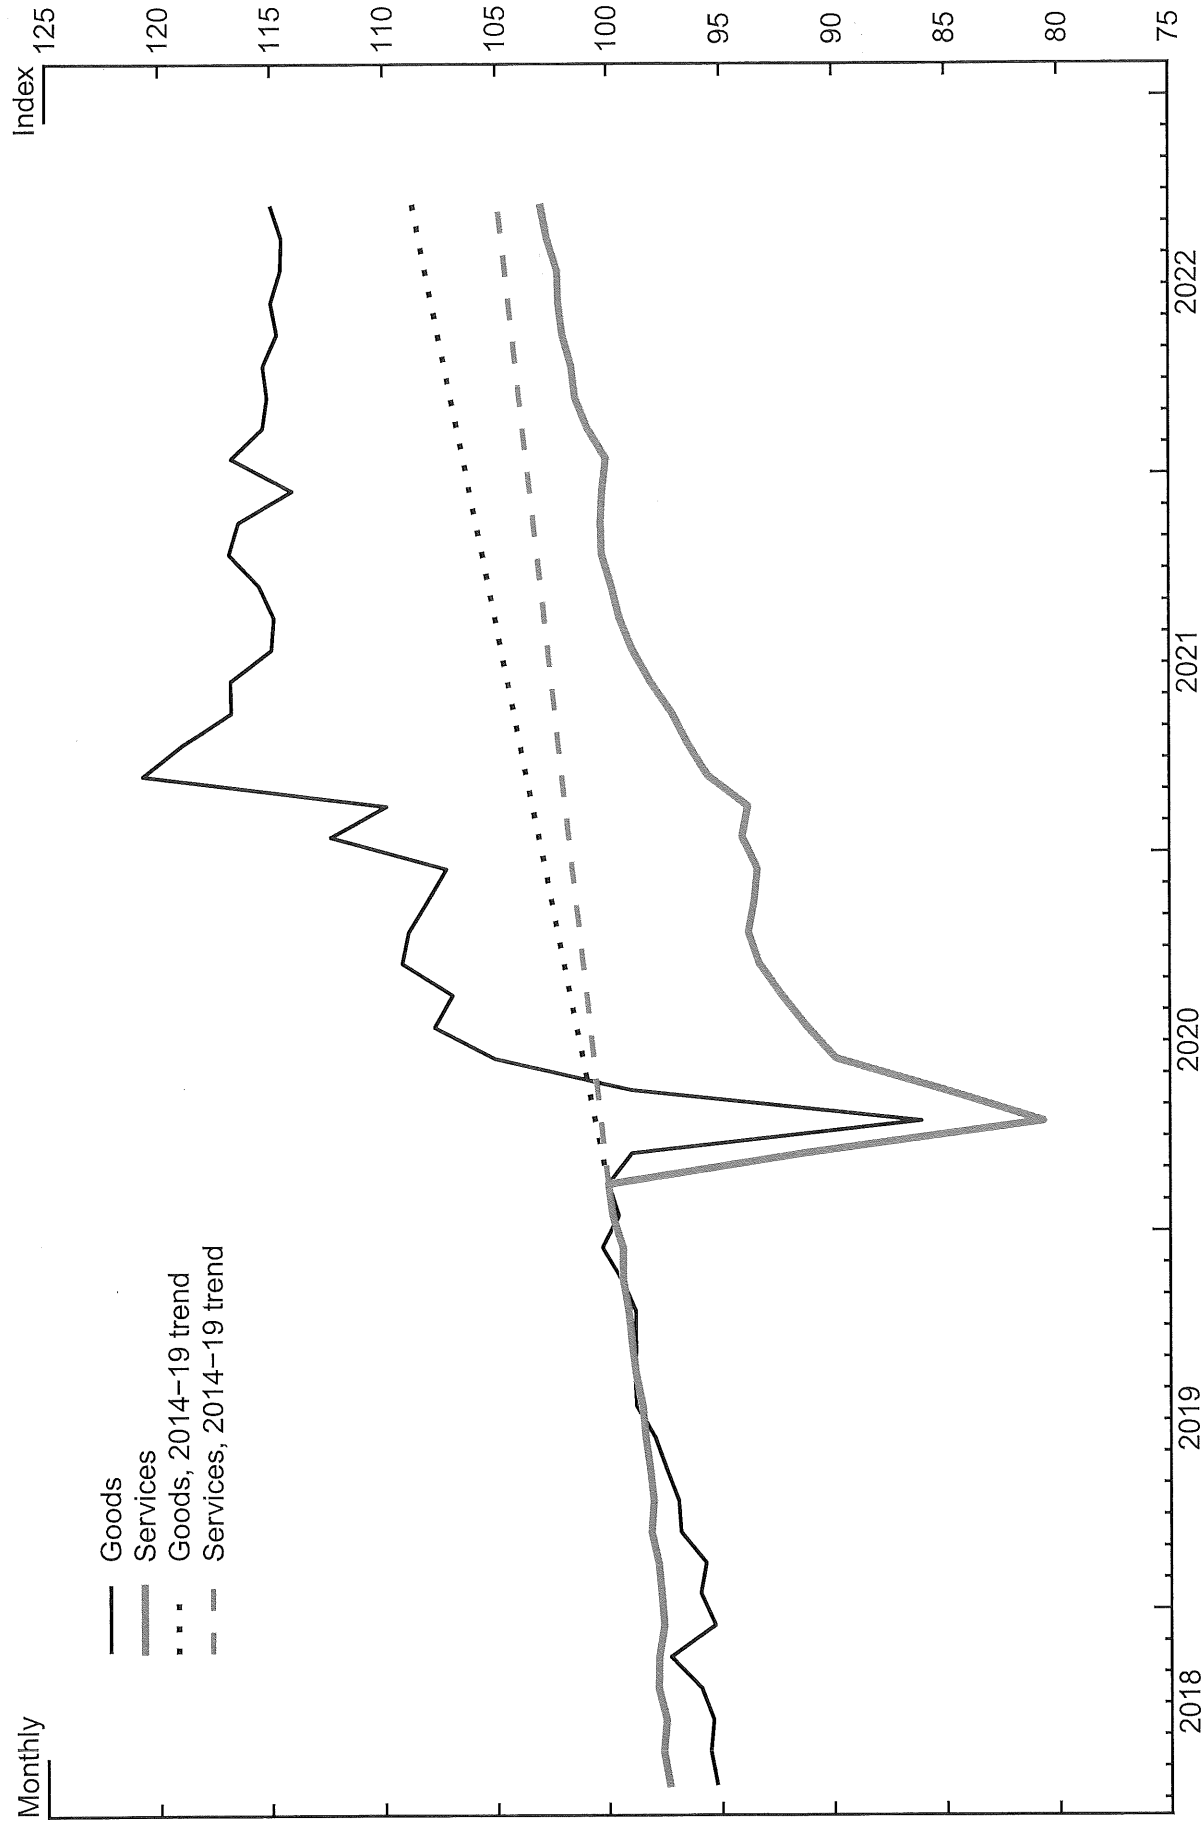 Monthly
Index
Goods
Services
Goods, 2014–19 trend
Services, 2014–19 trend
125
120
115
110
105
100
95
90
85
80
75
2018
2019
2020
2021
2022